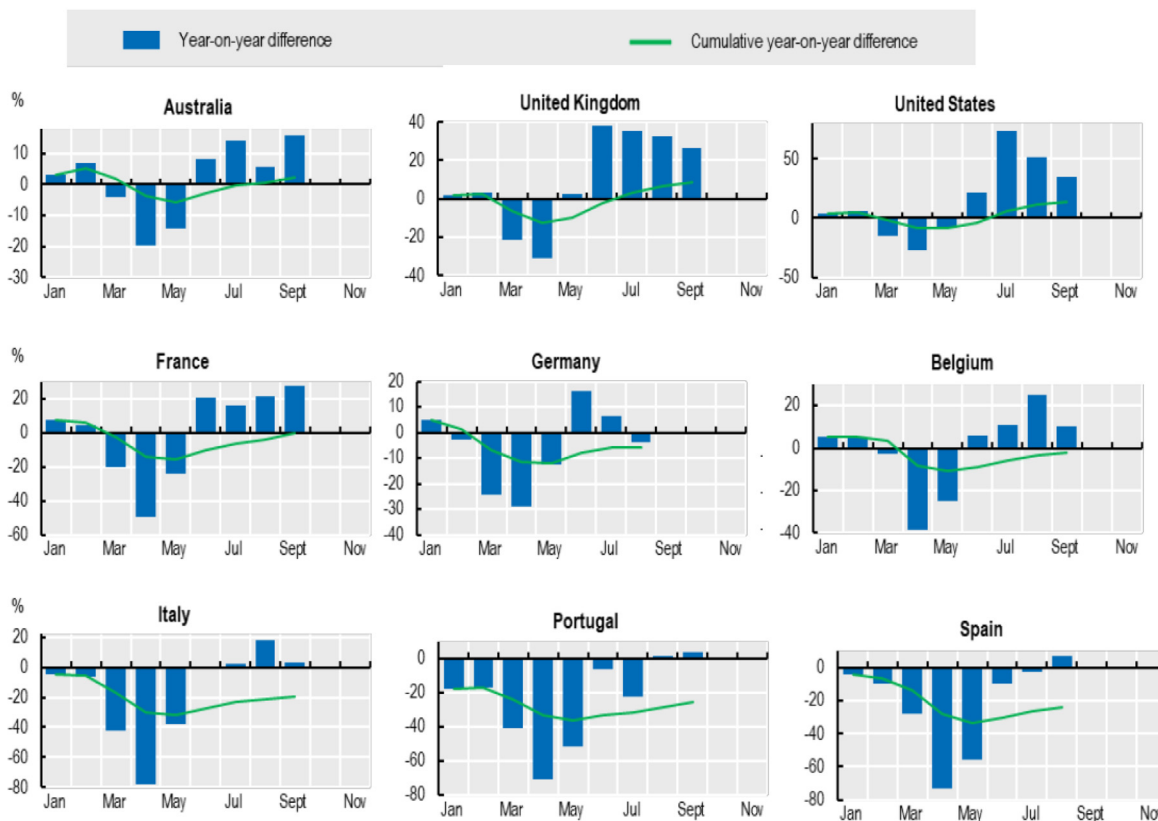 Year-on-year difference
Cumulative year-on-year difference
%
Australia
United Kingdom
United States
10
0
-10
-20
-30
Jan Mar May Jul Sept Nov
40
20
0
-20
-40
Jan Mar May Jul Sept Nov
50
0
-50
Jan Mar May Jul Sept Nov
%
France
Germany
Belgium
20
0
-20
-40
-60
Jan Mar May Jul Sept Nov
20
10
0
-10
-20
-30
-40
Jan Mar May Jul Sept Nov
20
0
-20
-40
Jan Mar May Jul Sept Nov
%
Italy
Portugal
Spain
20
0
-20
-40
-60
-80
Jan Mar May Jul Sept Nov
0
-20
-40
-60
-80
Jan Mar May Jul Sept Nov
0
-20
-40
-60
-80
Jan Mar May Jul Sept Nov